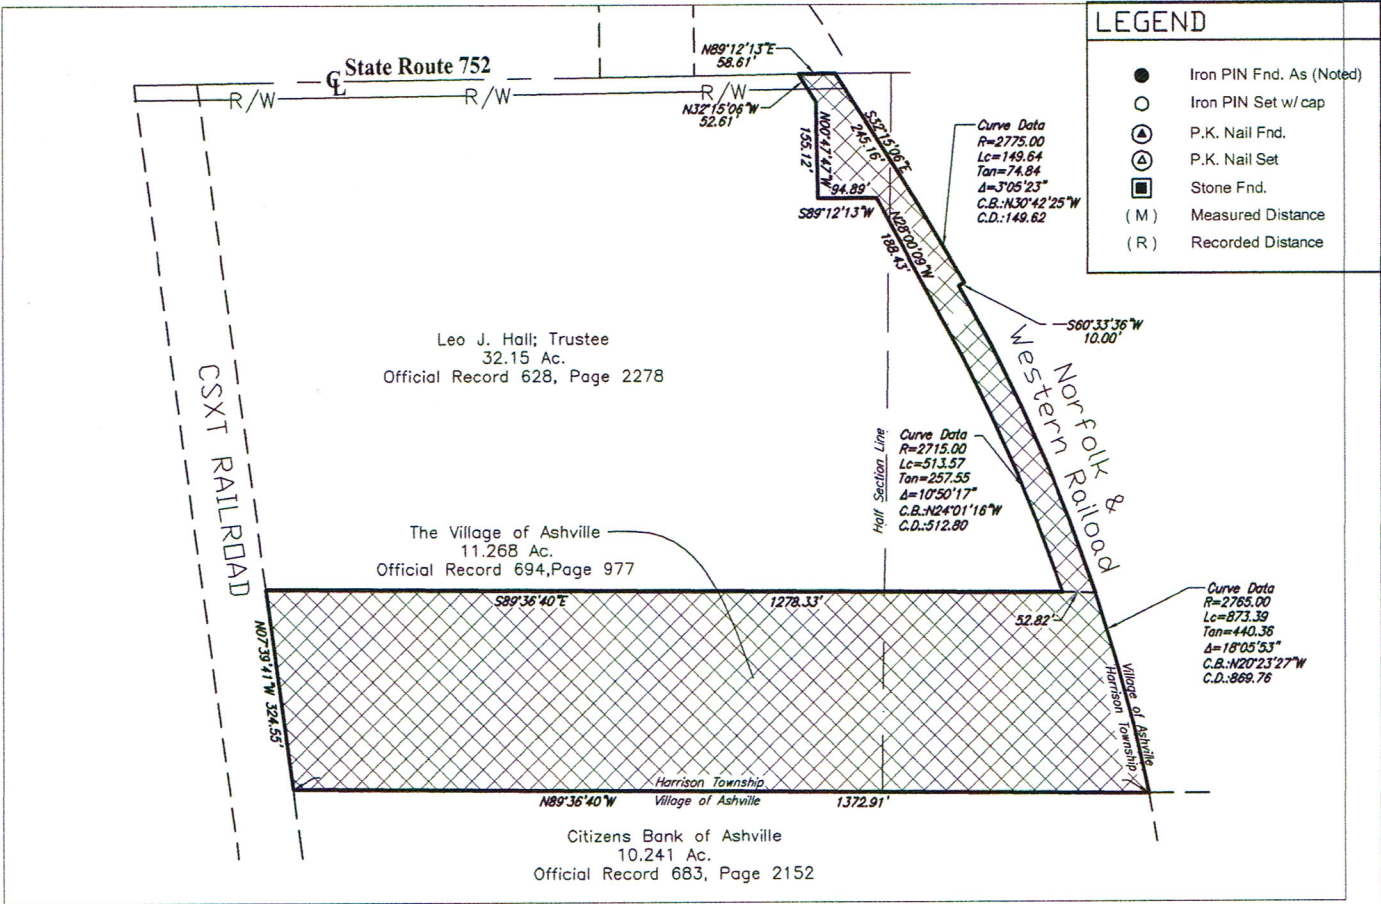 LEGEND
Iron PIN Fnd. As (Noted)
Iron PIN Set w/ cap
P.K. Nail Fnd.
P.K. Nail Set
Stone Fnd.
(M) Measured Distance
(R) Recorded Distance
℄ State Route 752
R/W
R/W
R/W
N89°12'13"E
58.61'
N32°15'06"W
52.61'
S32°15'06"E
245.16'
N00°47'47"W
155.12'
94.89'
S89°12'13"W
N28°00'09"W
188.43'
Curve Data
R=2775.00
Lc=149.64
Tan=74.84
Δ=3°05'23"
C.B.:N30°42'25"W
C.D.:149.62
S60°33'36"W
10.00'
Norfolk &
Western Raiload
Leo J. Hall; Trustee
32.15 Ac.
Official Record 628, Page 2278
CSXT RAILROAD
Half Section Line
Curve Data
R=2715.00
Lc=513.57
Tan=257.55
Δ=10°50'17"
C.B.:N24°01'16"W
C.D.:512.80
The Village of Ashville
11.268 Ac.
Official Record 694,Page 977
S89°36'40"E 1278.33'
52.82'
Curve Data
R=2765.00
Lc=873.39
Tan=440.36
Δ=18°05'53"
C.B.:N20°23'27"W
C.D.:869.76
N07°39'41"W 324.55'
Village of Ashville
Harrison Township
Harrison Township
N89°36'40"W Village of Ashville 1372.91'
Citizens Bank of Ashville
10.241 Ac.
Official Record 683, Page 2152